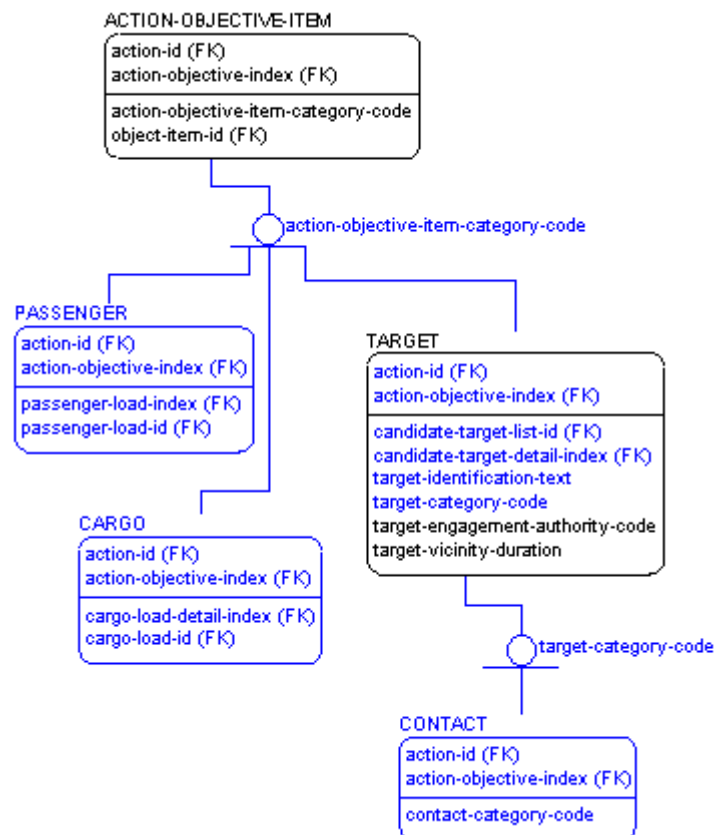 ACTION-OBJECTIVE-ITEM
action-id (FK)
action-objective-index (FK)
action-objective-item-category-code
object-item-id (FK)
action-objective-item-category-code
PASSENGER
action-id (FK)
action-objective-index (FK)
passenger-load-index (FK)
passenger-load-id (FK)
TARGET
action-id (FK)
action-objective-index (FK)
candidate-target-list-id (FK)
candidate-target-detail-index (FK)
target-identification-text
target-category-code
target-engagement-authority-code
target-vicinity-duration
CARGO
action-id (FK)
action-objective-index (FK)
cargo-load-detail-index (FK)
cargo-load-id (FK)
target-category-code
CONTACT
action-id (FK)
action-objective-index (FK)
contact-category-code